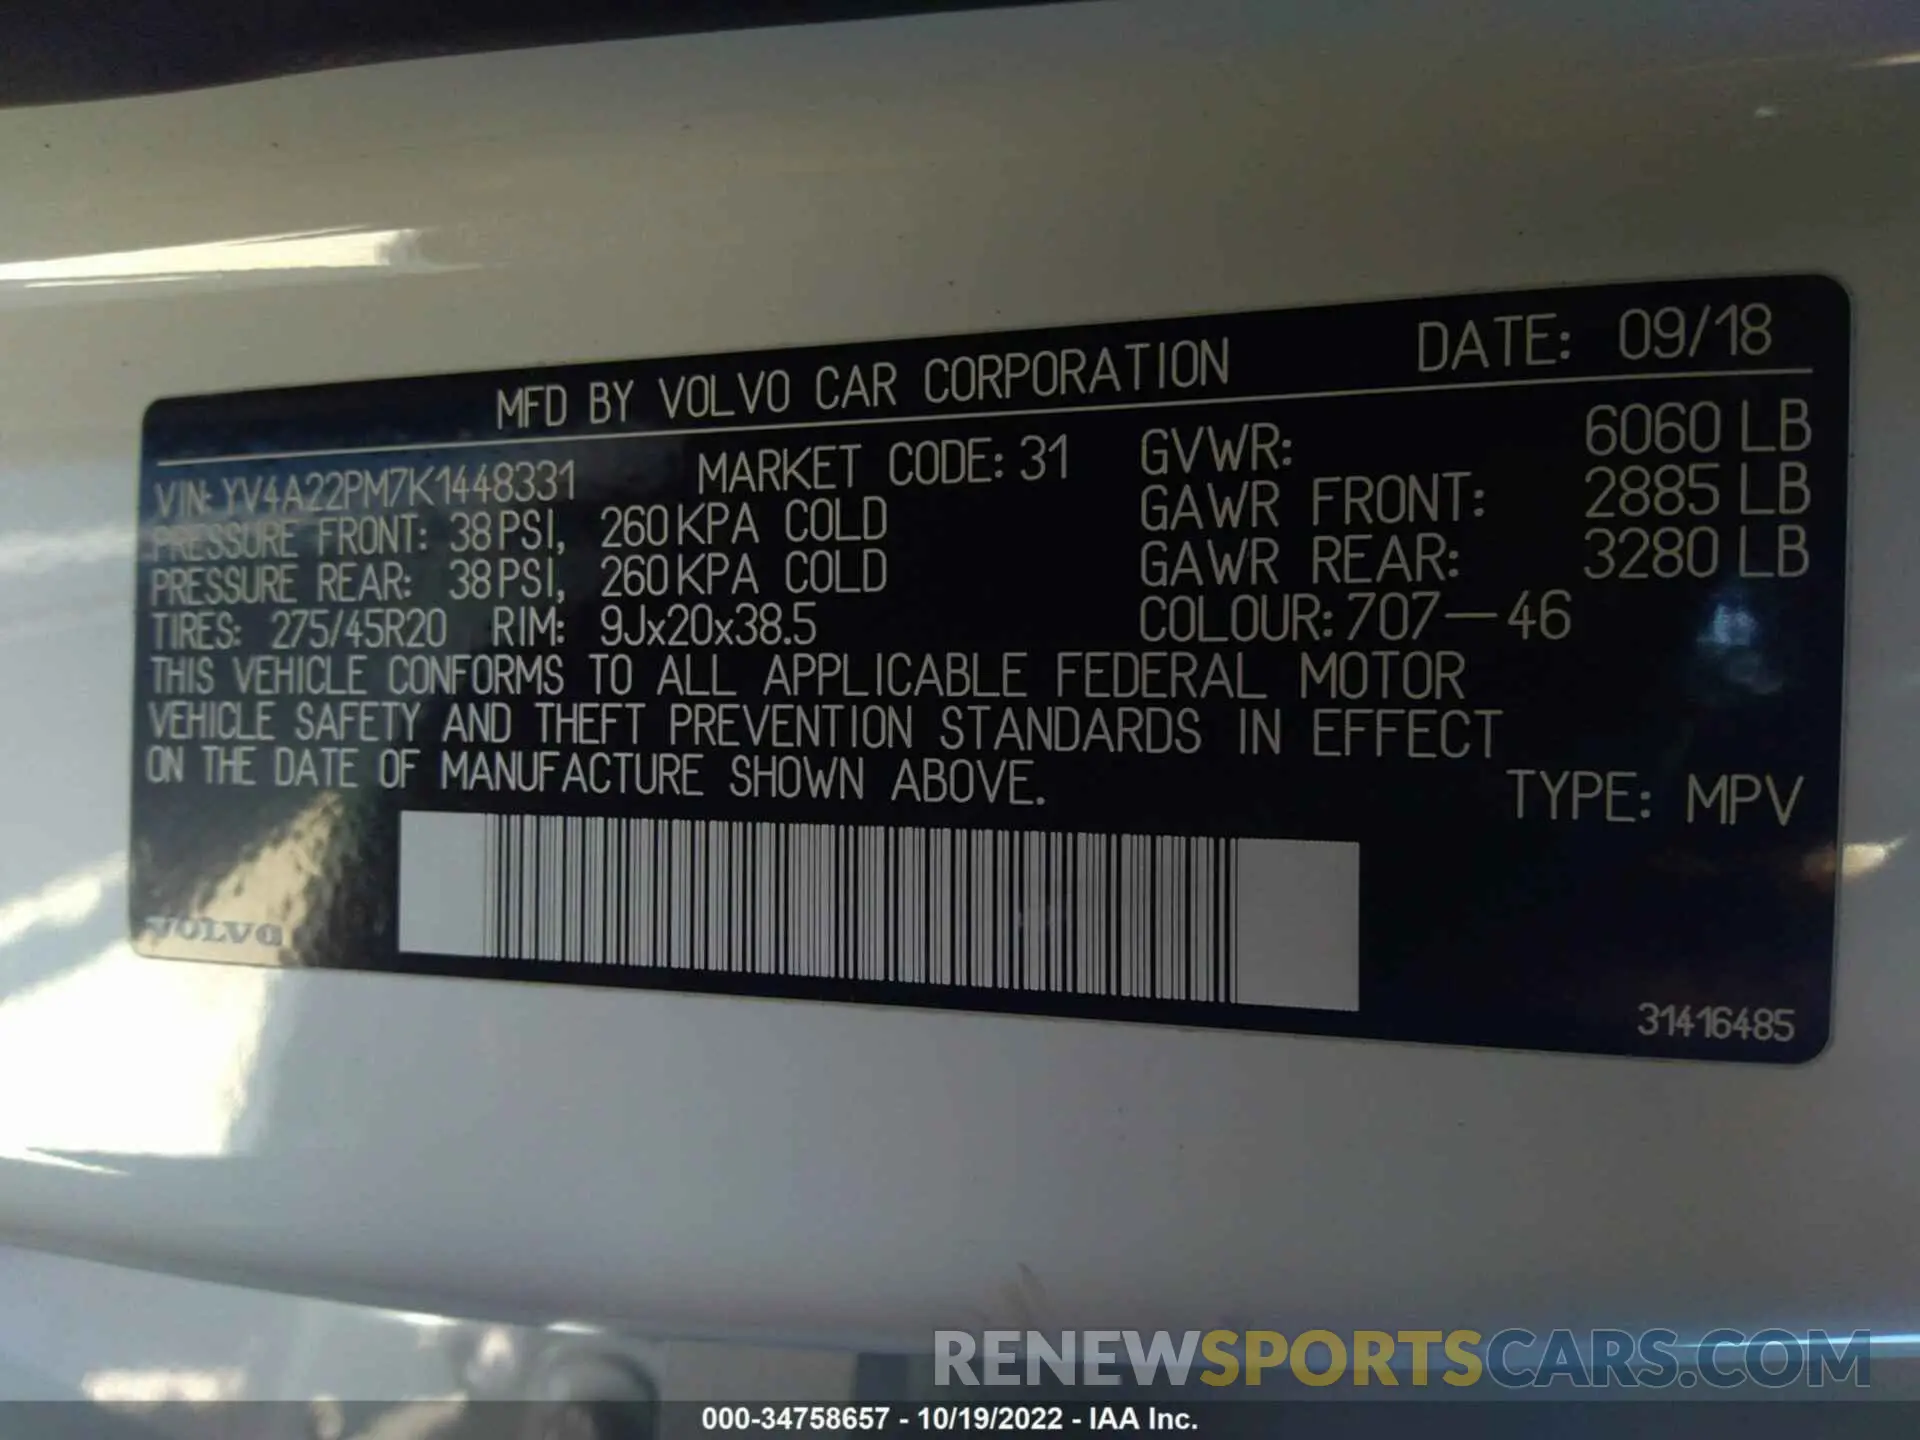 MFD BY VOLVO CAR CORPORATION DATE: 09/18
VIN: YV4A22PM7K1448331 MARKET CODE: 31 GVWR: 6060 LB
PRESSURE FRONT: 38 PSI, 260 KPA COLD GAWR FRONT: 2885 LB
PRESSURE REAR: 38 PSI, 260 KPA COLD GAWR REAR: 3280 LB
TIRES: 275/45R20 RIM: 9Jx20x38.5 COLOUR: 707-46
THIS VEHICLE CONFORMS TO ALL APPLICABLE FEDERAL MOTOR
VEHICLE SAFETY AND THEFT PREVENTION STANDARDS IN EFFECT
ON THE DATE OF MANUFACTURE SHOWN ABOVE.
TYPE: MPV
VOLVO
31416485
RENEWSPORTSCARS.COM
000-34758657 - 10/19/2022 - IAA Inc.